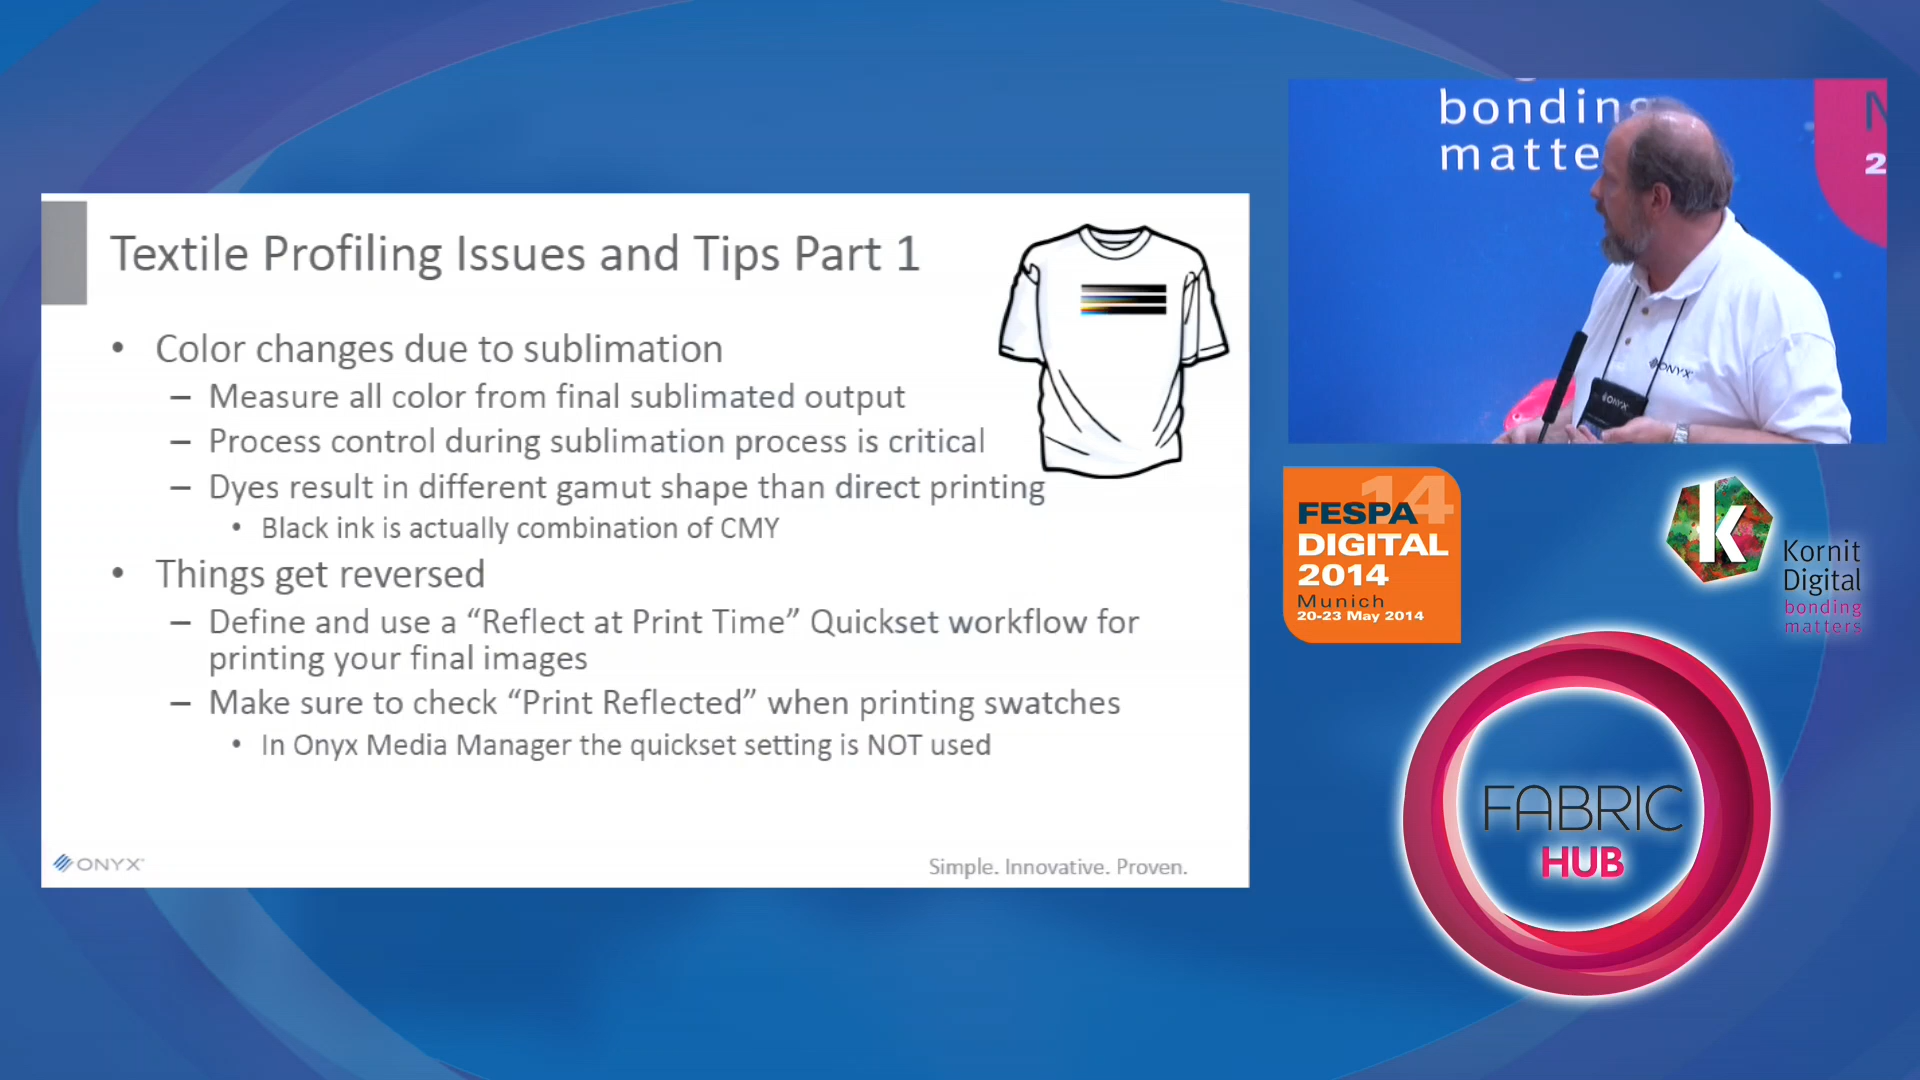 Textile Profiling Issues and Tips Part 1
• Color changes due to sublimation
– Measure all color from final sublimated output
– Process control during sublimation process is critical
– Dyes result in different gamut shape than direct printing
• Black ink is actually combination of CMY
• Things get reversed
– Define and use a “Reflect at Print Time” Quickset workflow for
printing your final images
– Make sure to check “Print Reflected” when printing swatches
• In Onyx Media Manager the quickset setting is NOT used
ONYX
Simple. Innovative. Proven.
bonding
matte
N
2
ONYX
ONYX
14
FESPA
DIGITAL
2014
Munich
20-23 May 2014
k
Kornit
Digital
bonding
matters
FABRIC
HUB